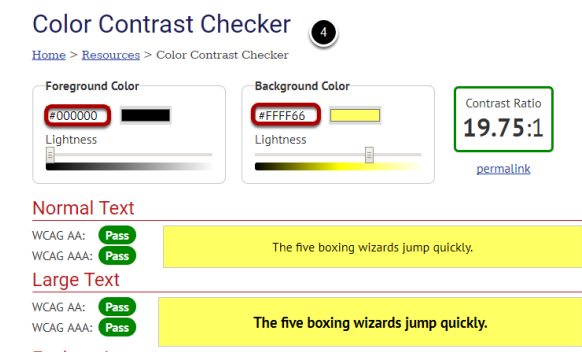 Color Contrast Checker
4
Home > Resources > Color Contrast Checker
Foreground Color
#000000
Lightness
Background Color
#FFFF66
Lightness
Contrast Ratio
19.75:1
permalink
Normal Text
WCAG AA: Pass
WCAG AAA: Pass
The five boxing wizards jump quickly.
Large Text
WCAG AA: Pass
WCAG AAA: Pass
The five boxing wizards jump quickly.